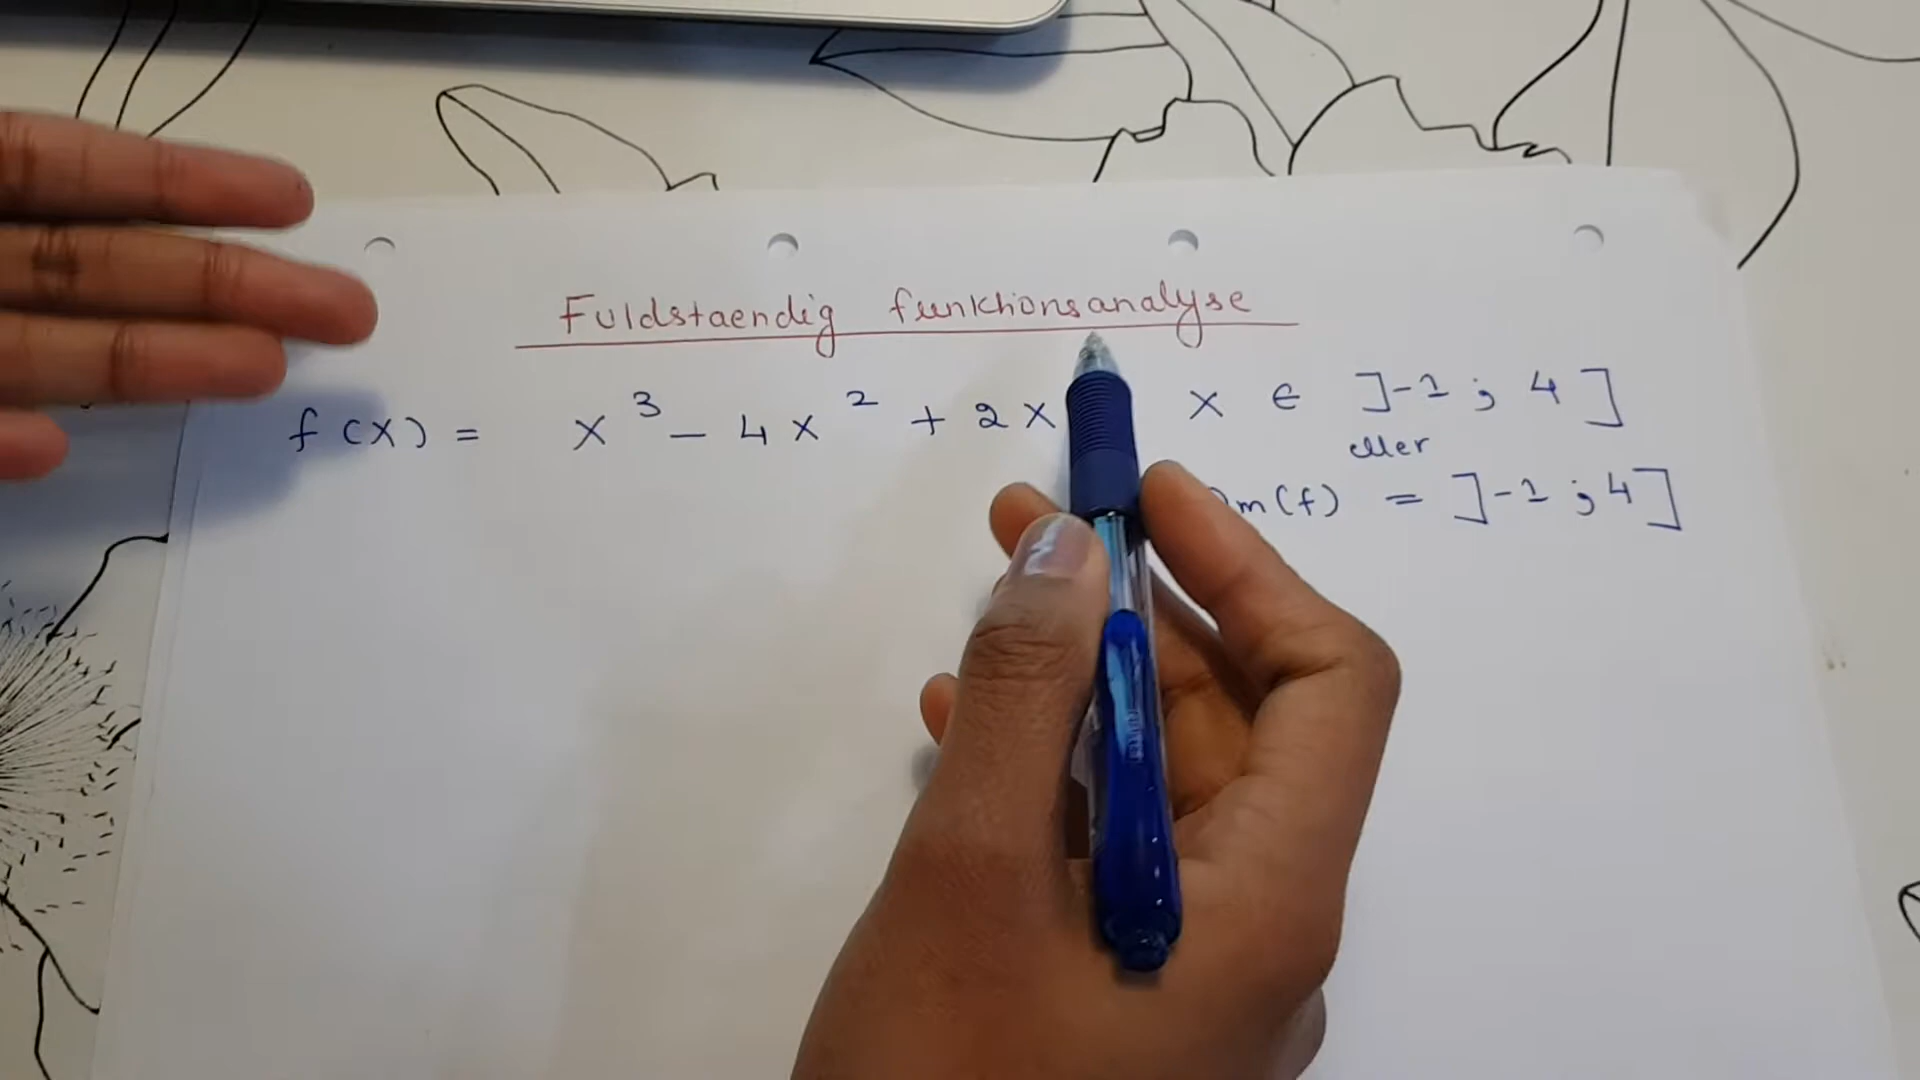 Fuldstaendig funktionsanalyse
f(x) = x³ - 4x² + 2x x ∈ ]-1 ; 4]
eller
m(f) = ]-1 ; 4]